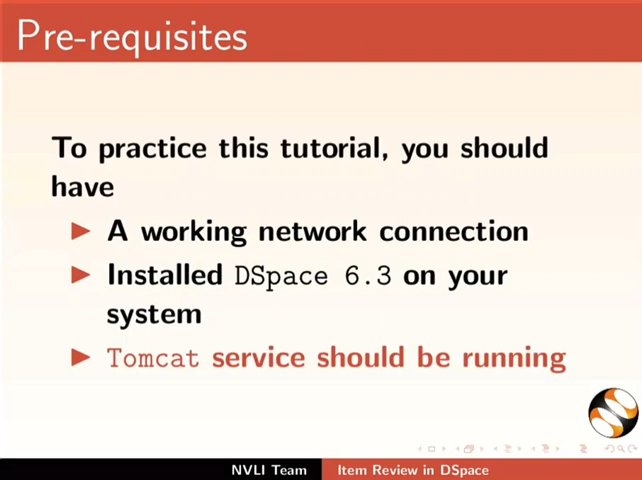 Pre-requisites
To practice this tutorial, you should
have
▶ A working network connection
▶ Installed DSpace 6.3 on your
system
▶ Tomcat service should be running
NVLI Team Item Review in DSpace